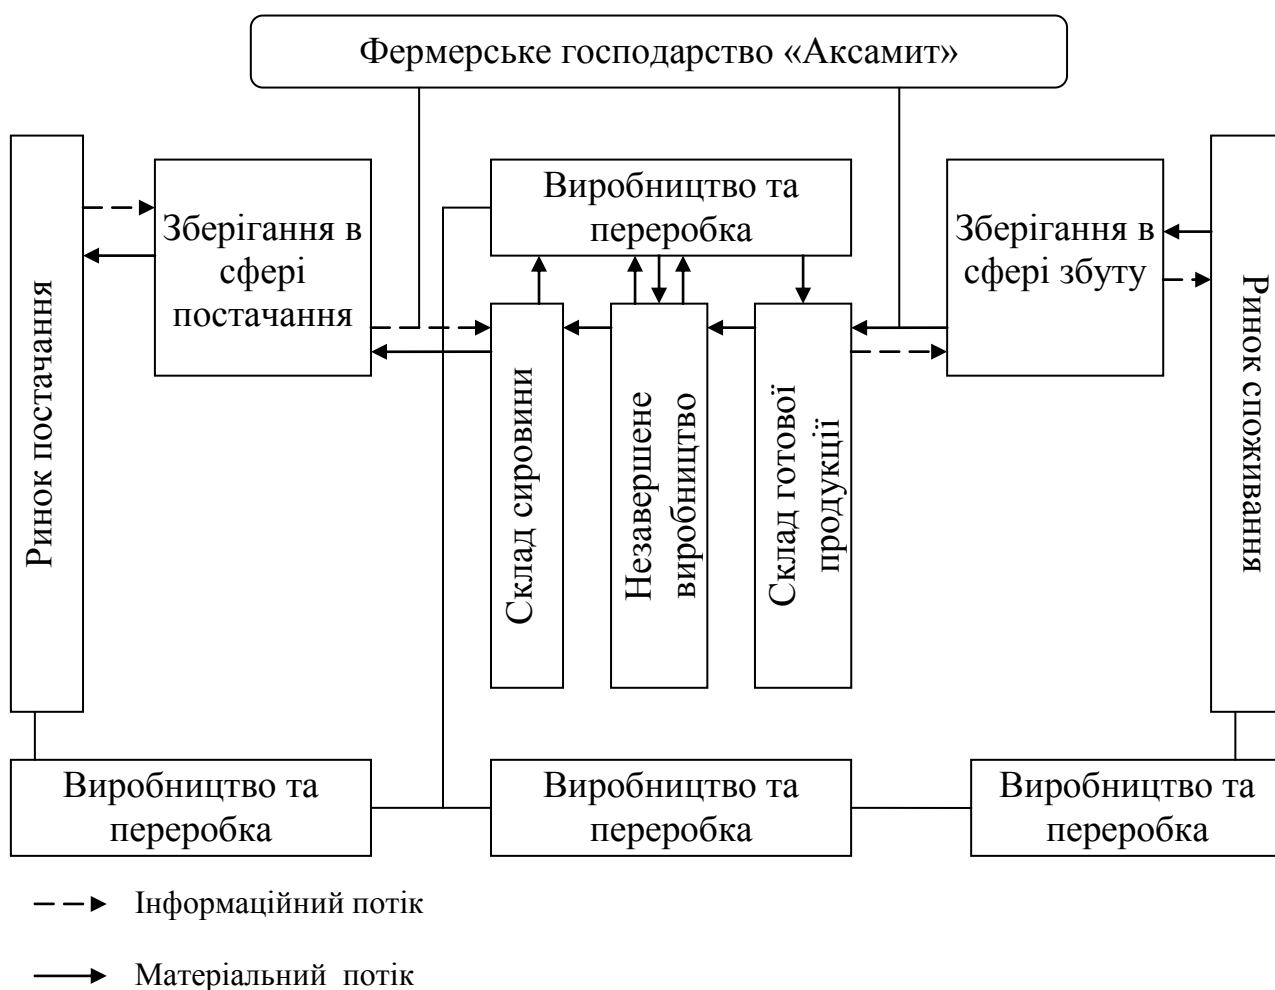 Фермерське господарство «Аксамит»
Ринок постачання
Зберігання в
сфері
постачання
Виробництво та
переробка
Склад сировини
Незавершене
виробництво
Склад готової
продукції
Зберігання в
сфері збуту
Ринок споживання
Виробництво та
переробка
Виробництво та
переробка
Виробництво та
переробка
Інформаційний потік
Матеріальний потік